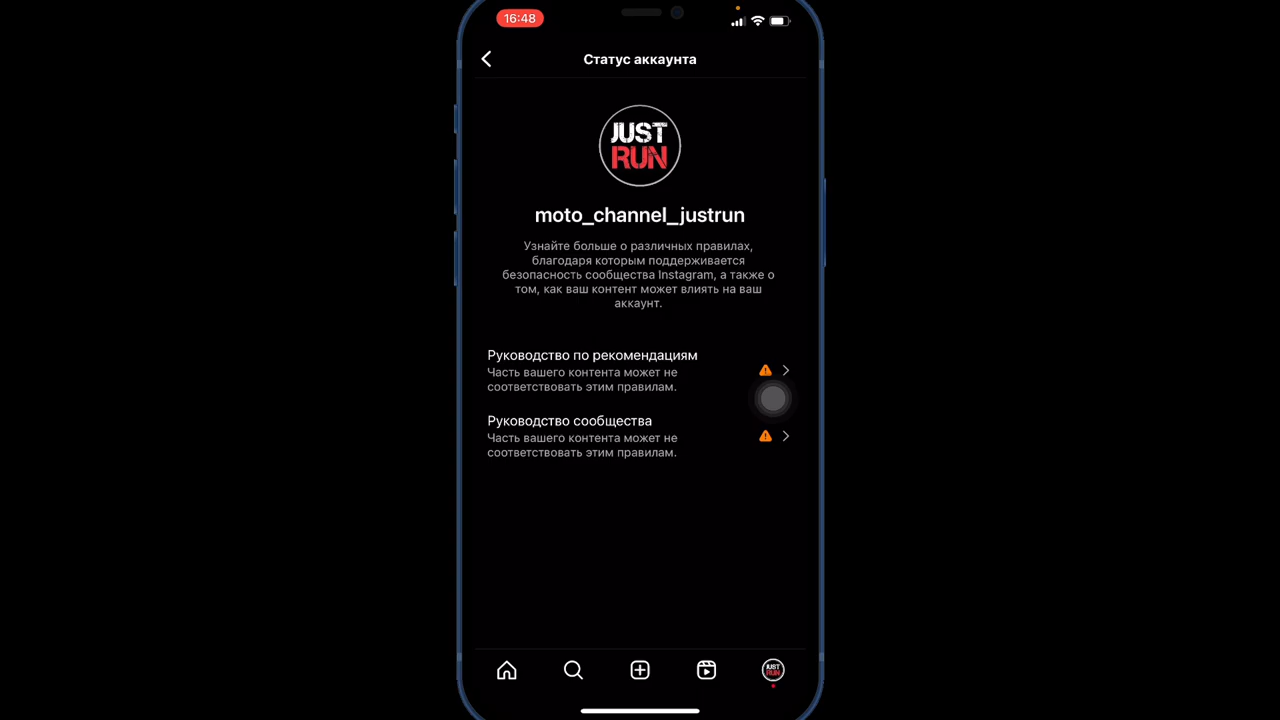 16:48
Статус аккаунта
JUST
RUN
moto_channel_justrun
Узнайте больше о различных правилах,
благодаря которым поддерживается
безопасность сообщества Instagram, а также о
том, как ваш контент может влиять на ваш
аккаунт.
Руководство по рекомендациям
Часть вашего контента может не
соответствовать этим правилам.
Руководство сообщества
Часть вашего контента может не
соответствовать этим правилам.
JUST
RUN